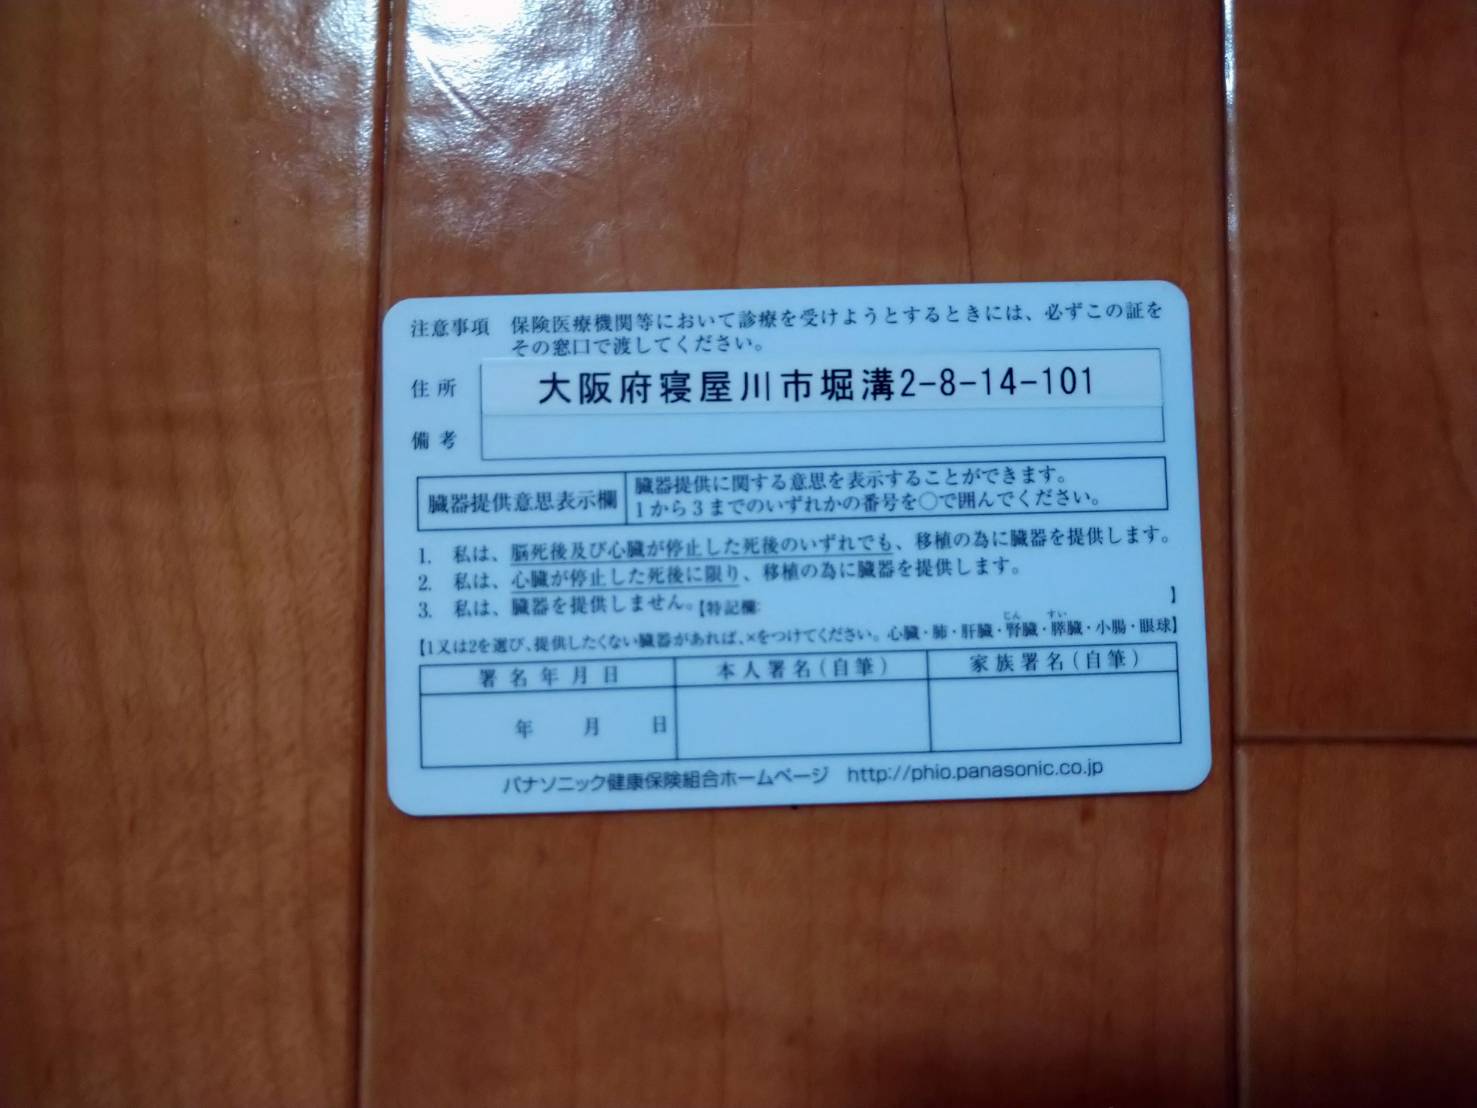 注意事項 保険医療機関等において診療を受けようとするときには、必ずこの証を
その窓口で渡してください。
住所 大阪府寝屋川市堀溝2-8-14-101
備考
臓器提供意思表示欄 臓器提供に関する意思を表示することができます。
1から3までのいずれかの番号を○で囲んでください。
1. 私は、脳死後及び心臓が停止した死後のいずれでも、移植の為に臓器を提供します。
2. 私は、心臓が停止した死後に限り、移植の為に臓器を提供します。
3. 私は、臓器を提供しません。【特記欄: 】
じん すい
【1又は2を選び、提供したくない臓器があれば、×をつけてください。心臓・肺・肝臓・腎臓・膵臓・小腸・眼球】
署名年月日 本人署名(自筆) 家族署名(自筆)
年 月 日
パナソニック健康保険組合ホームページ http://phio.panasonic.co.jp